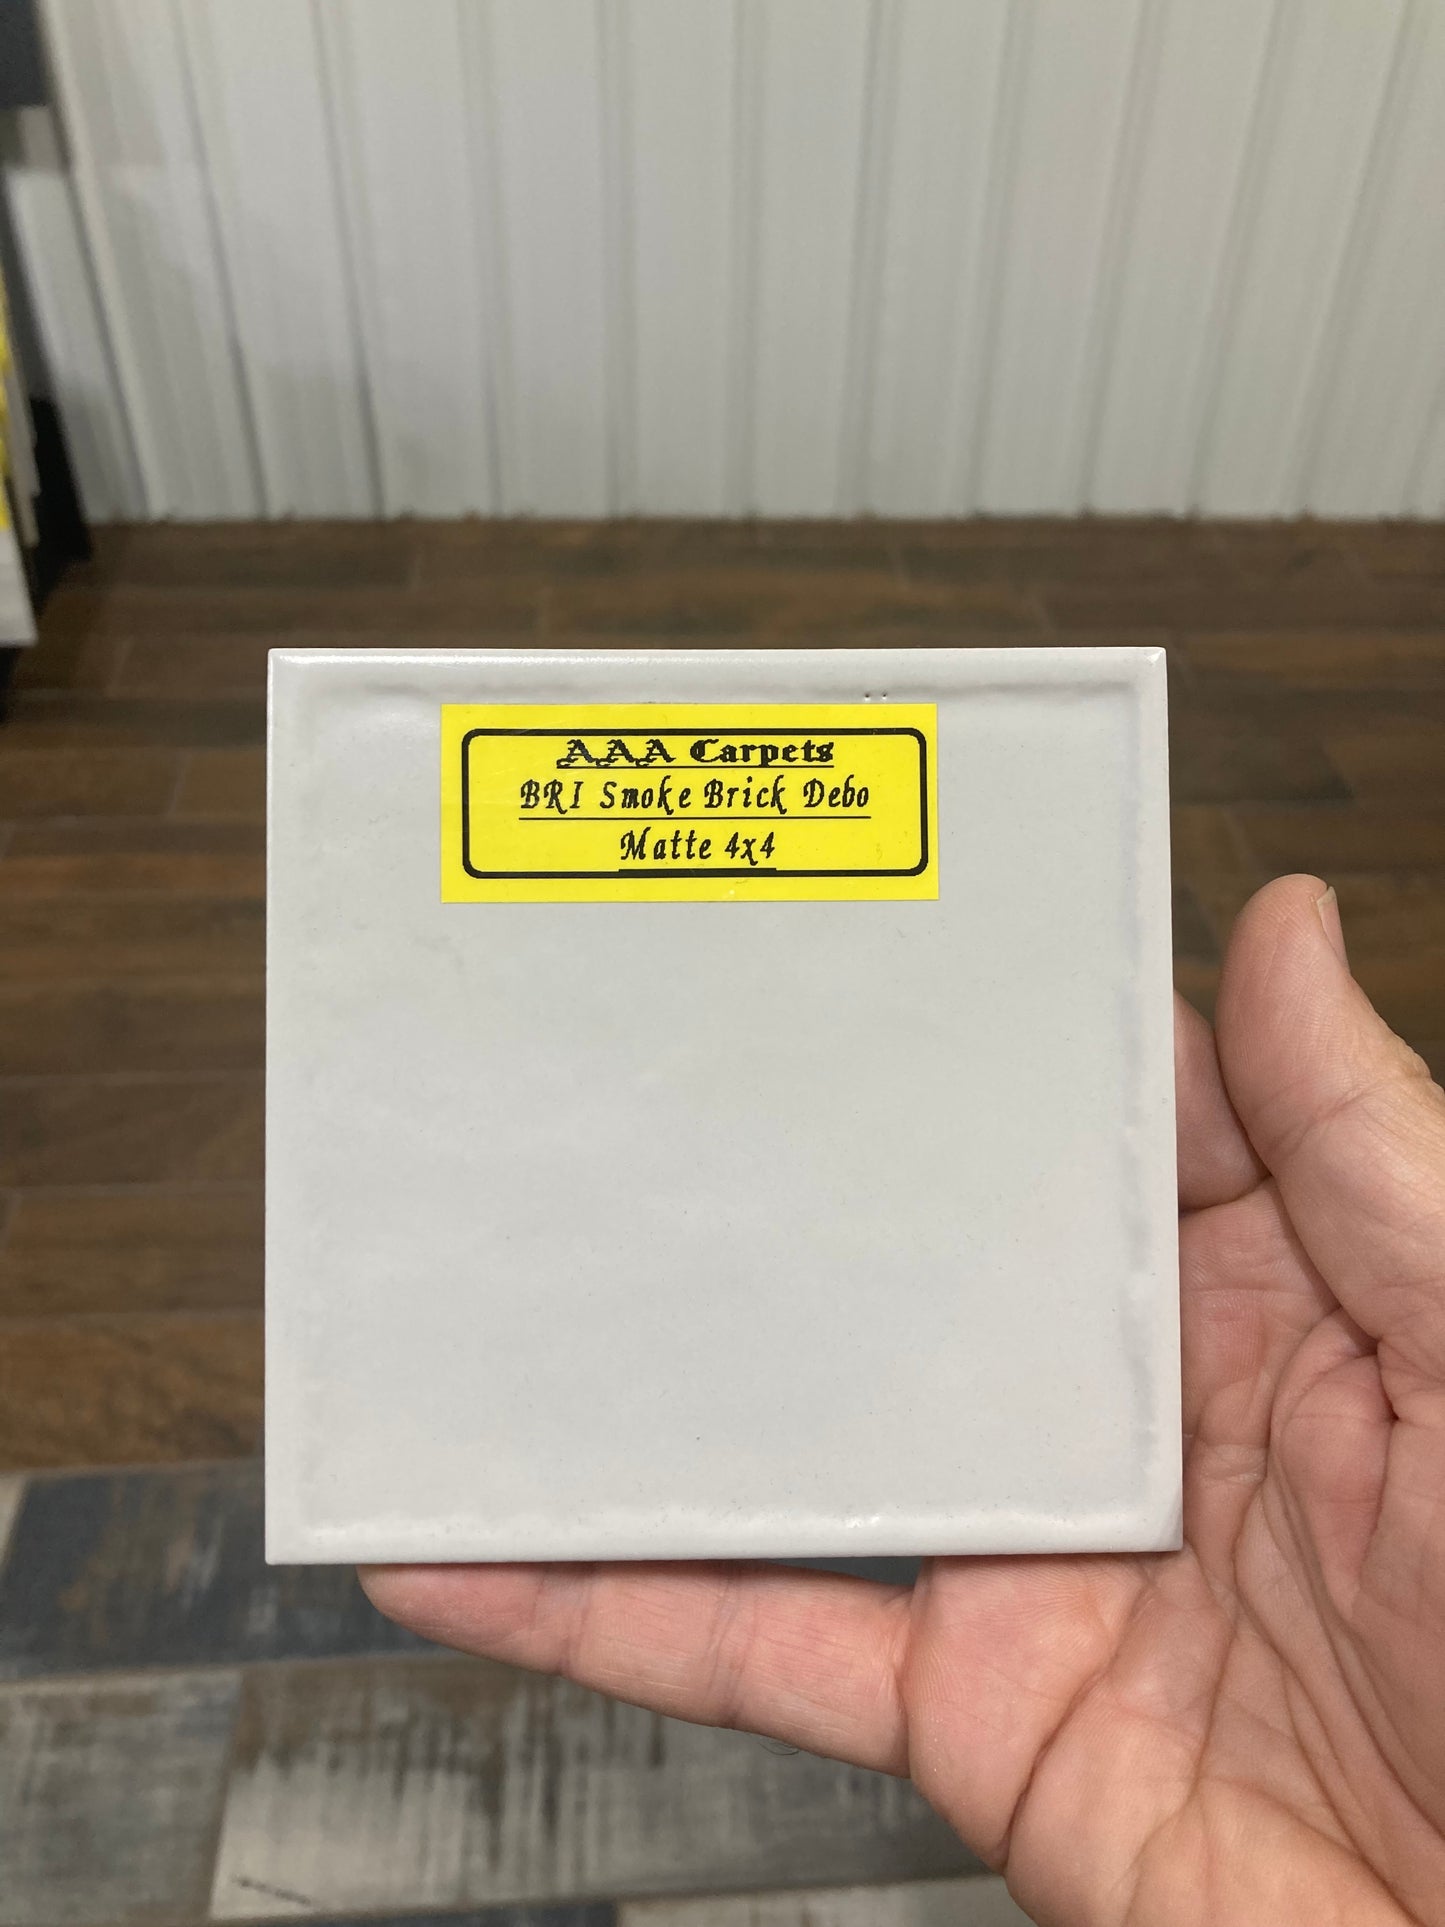 AAA Carpets
BRI Smoke Brick Debo
Matte 4x4